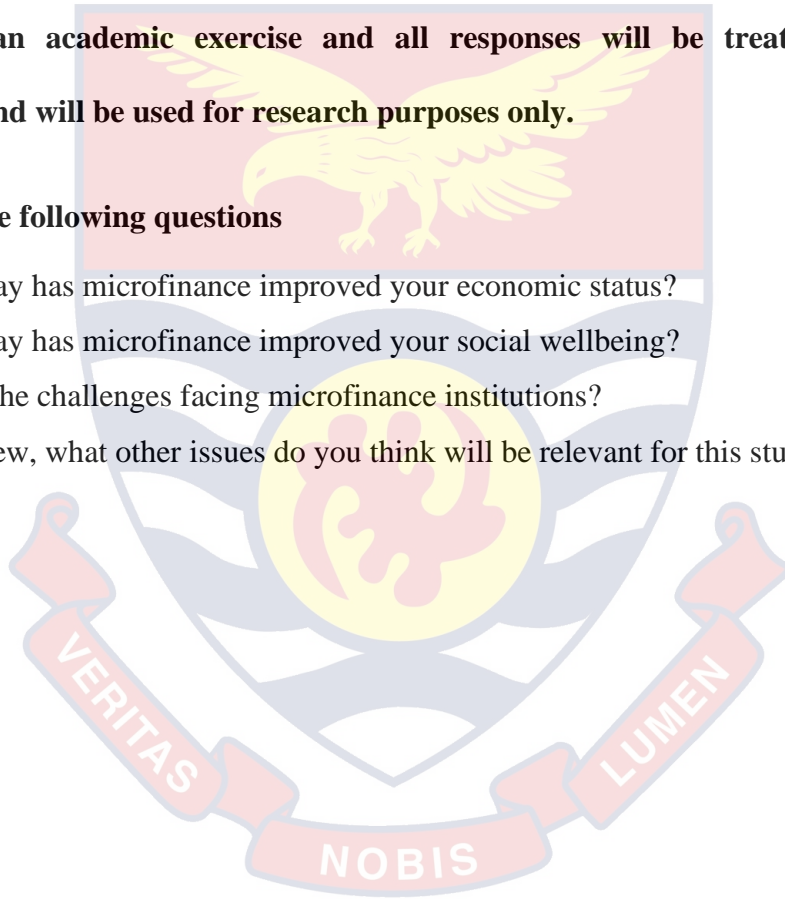 an academic exercise and all responses will be treat
nd will be used for research purposes only.
e following questions
ay has microfinance improved your economic status?
ay has microfinance improved your social wellbeing?
he challenges facing microfinance institutions?
ew, what other issues do you think will be relevant for this stu
VERITAS
NOBIS
LUMEN